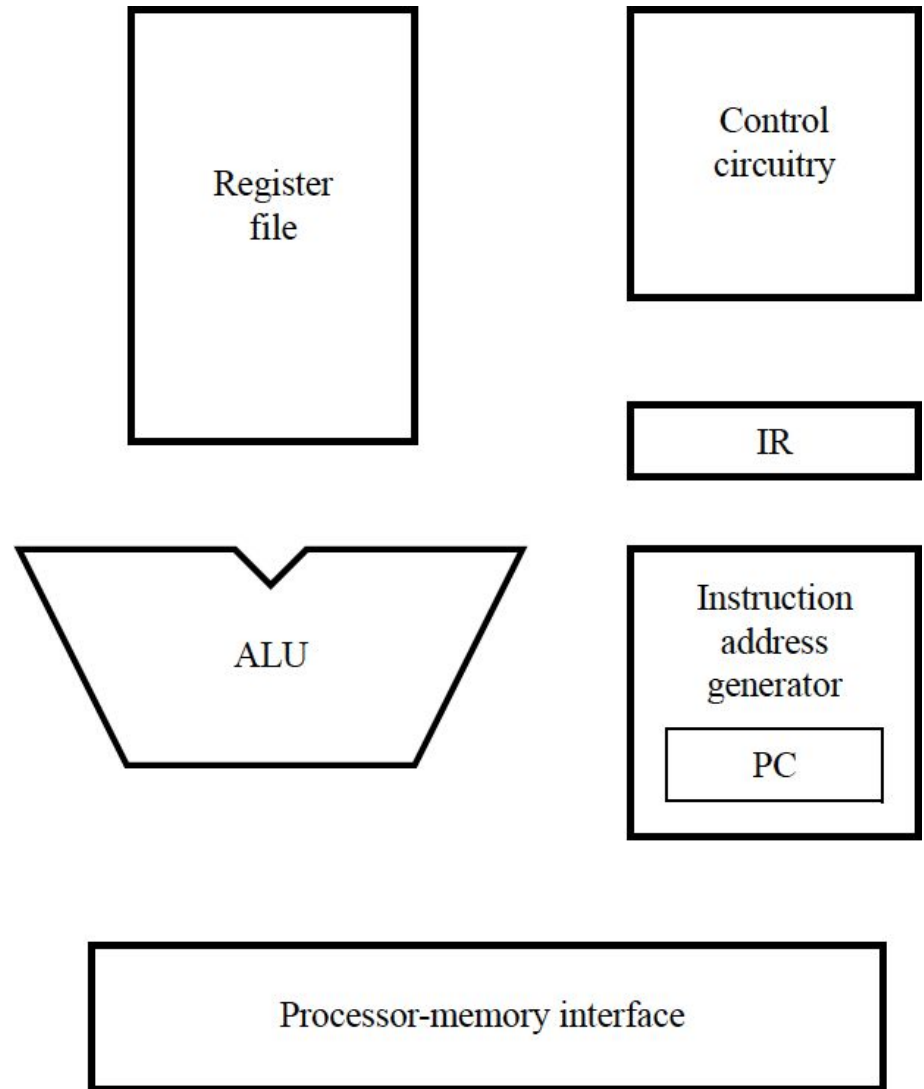 Register
file
Control
circuitry
IR
ALU
Instruction
address
generator
PC
Processor-memory interface